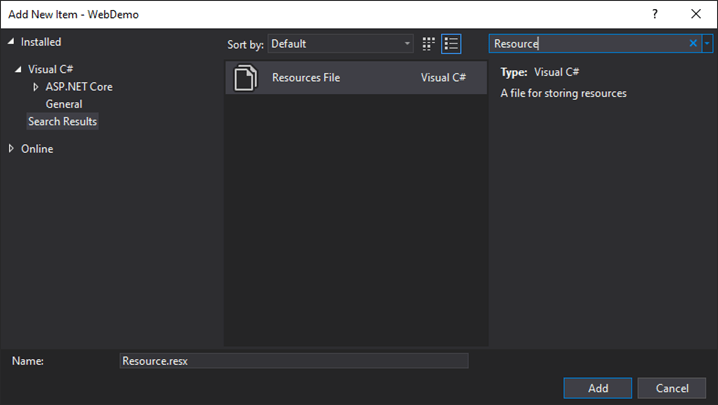 Add New Item - WebDemo
?
Installed
Sort by: Default
Resource
Visual C#
ASP.NET Core
General
Search Results
Online
Resources File Visual C#
Type: Visual C#
A file for storing resources
Name: Resource.resx
Add Cancel